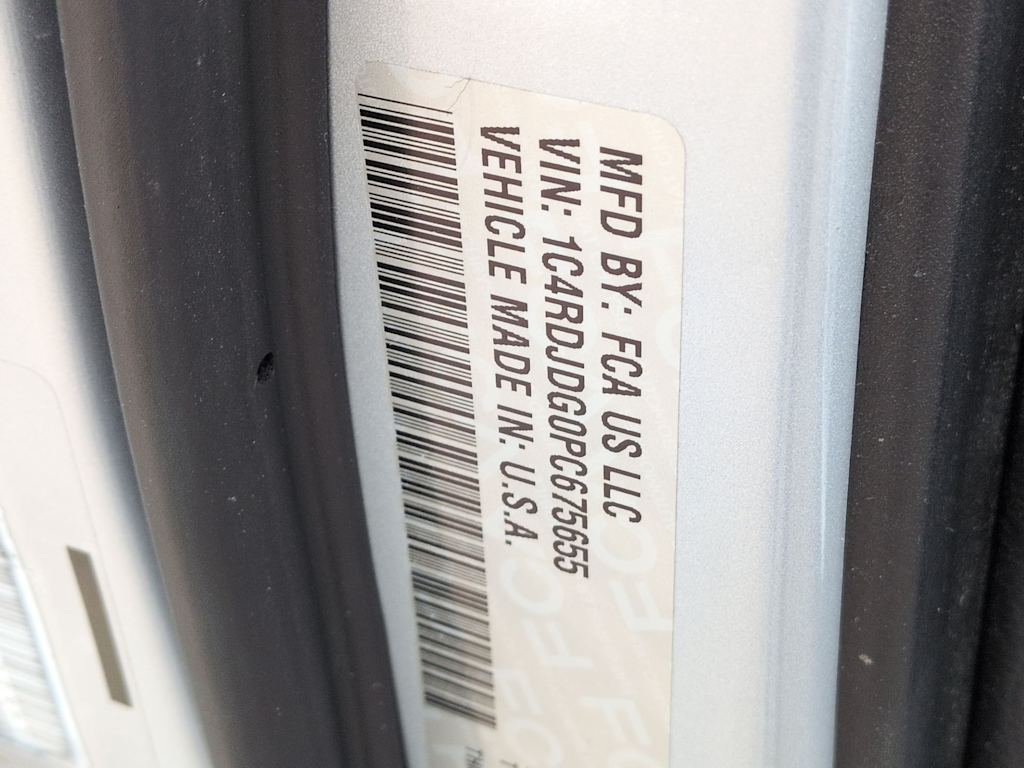 MFD BY: FCA US LLC
VIN: 1C4RDJDG0PC675655
VEHICLE MADE IN: U.S.A.